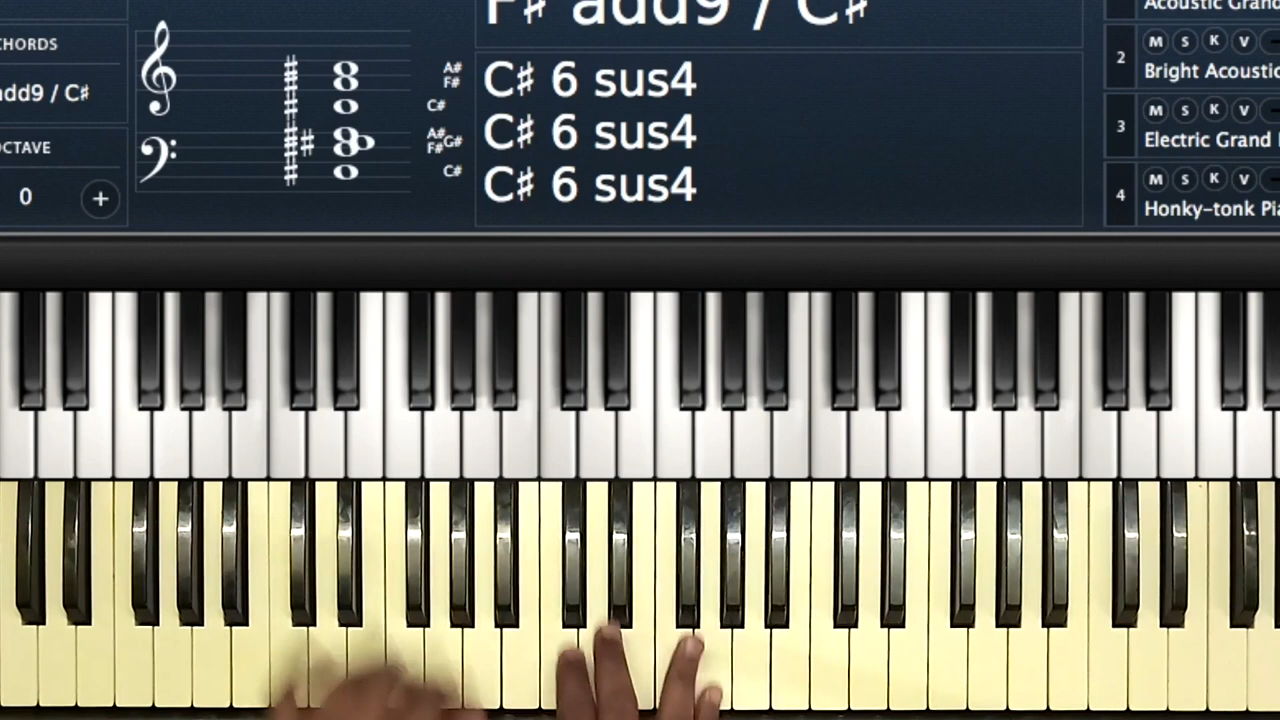 F♯ add9 / C♯
CHORDS
add9 / C♯
OCTAVE
0 +
A♯
F♯
C♯
A♯
F♯G♯
C♯
C♯ 6 sus4
C♯ 6 sus4
C♯ 6 sus4
Acoustic Grand
2 M S K V
Bright Acoustic
3 M S K V
Electric Grand
4 M S K V
Honky-tonk